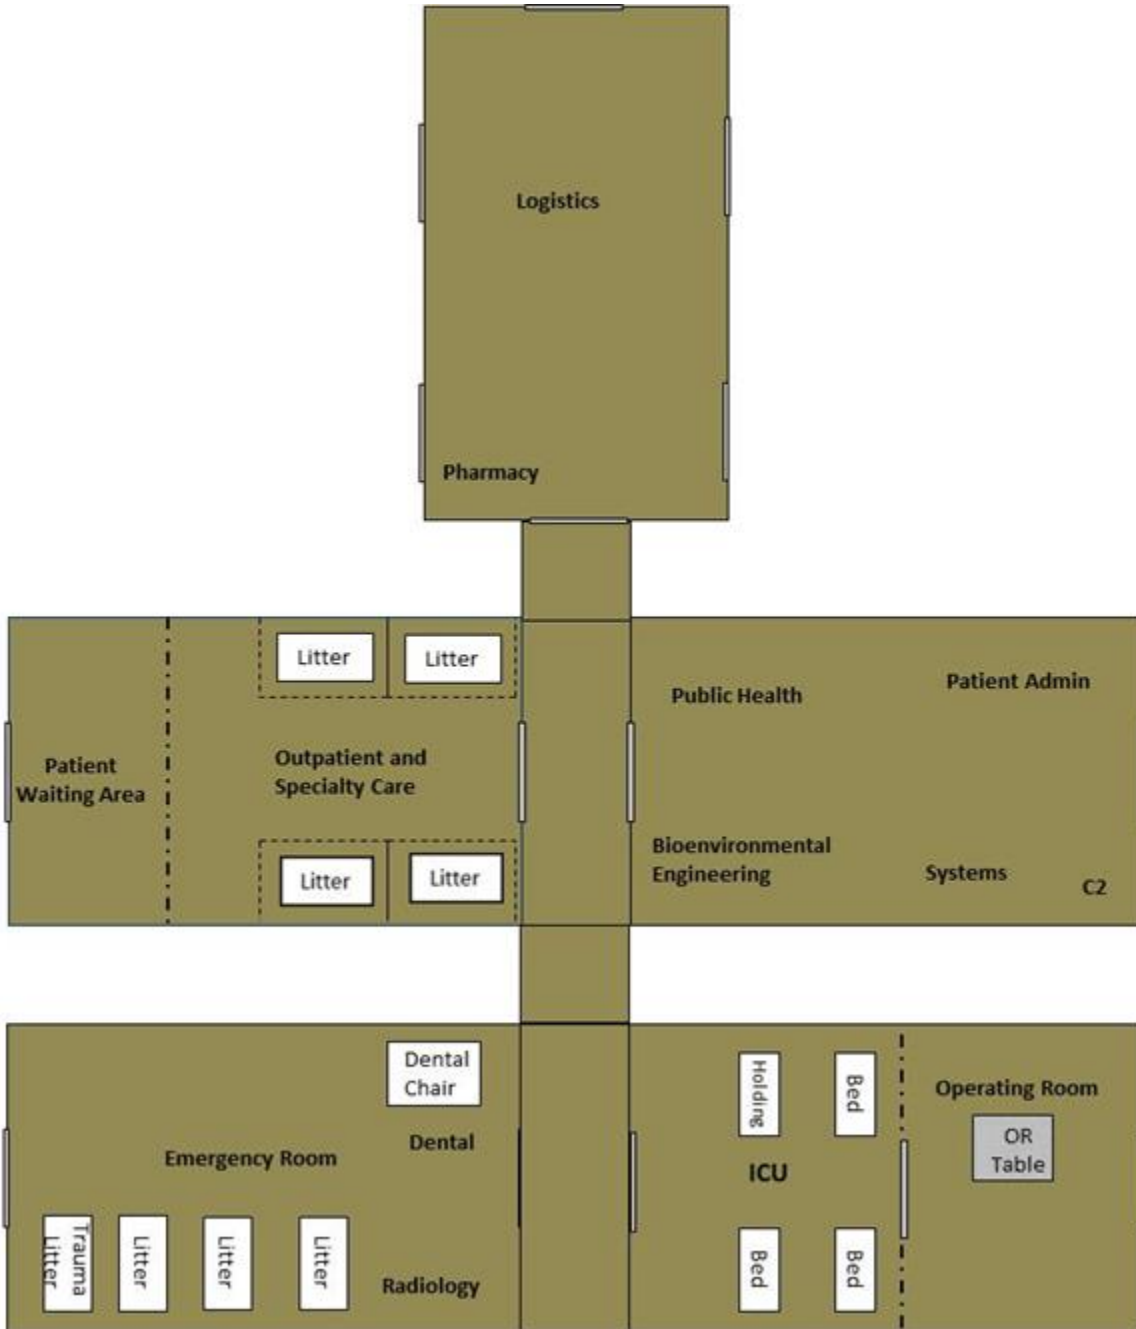 Logistics
Pharmacy
Litter
Litter
Public Health
Patient Admin
Patient
Waiting Area
Outpatient and
Specialty Care
Litter
Litter
Bioenvironmental
Engineering
Systems
C2
Dental
Chair
Dental
Emergency Room
Trauma
Litter
Litter
Litter
Litter
Radiology
Holding
Bed
ICU
Bed
Bed
Operating Room
OR
Table